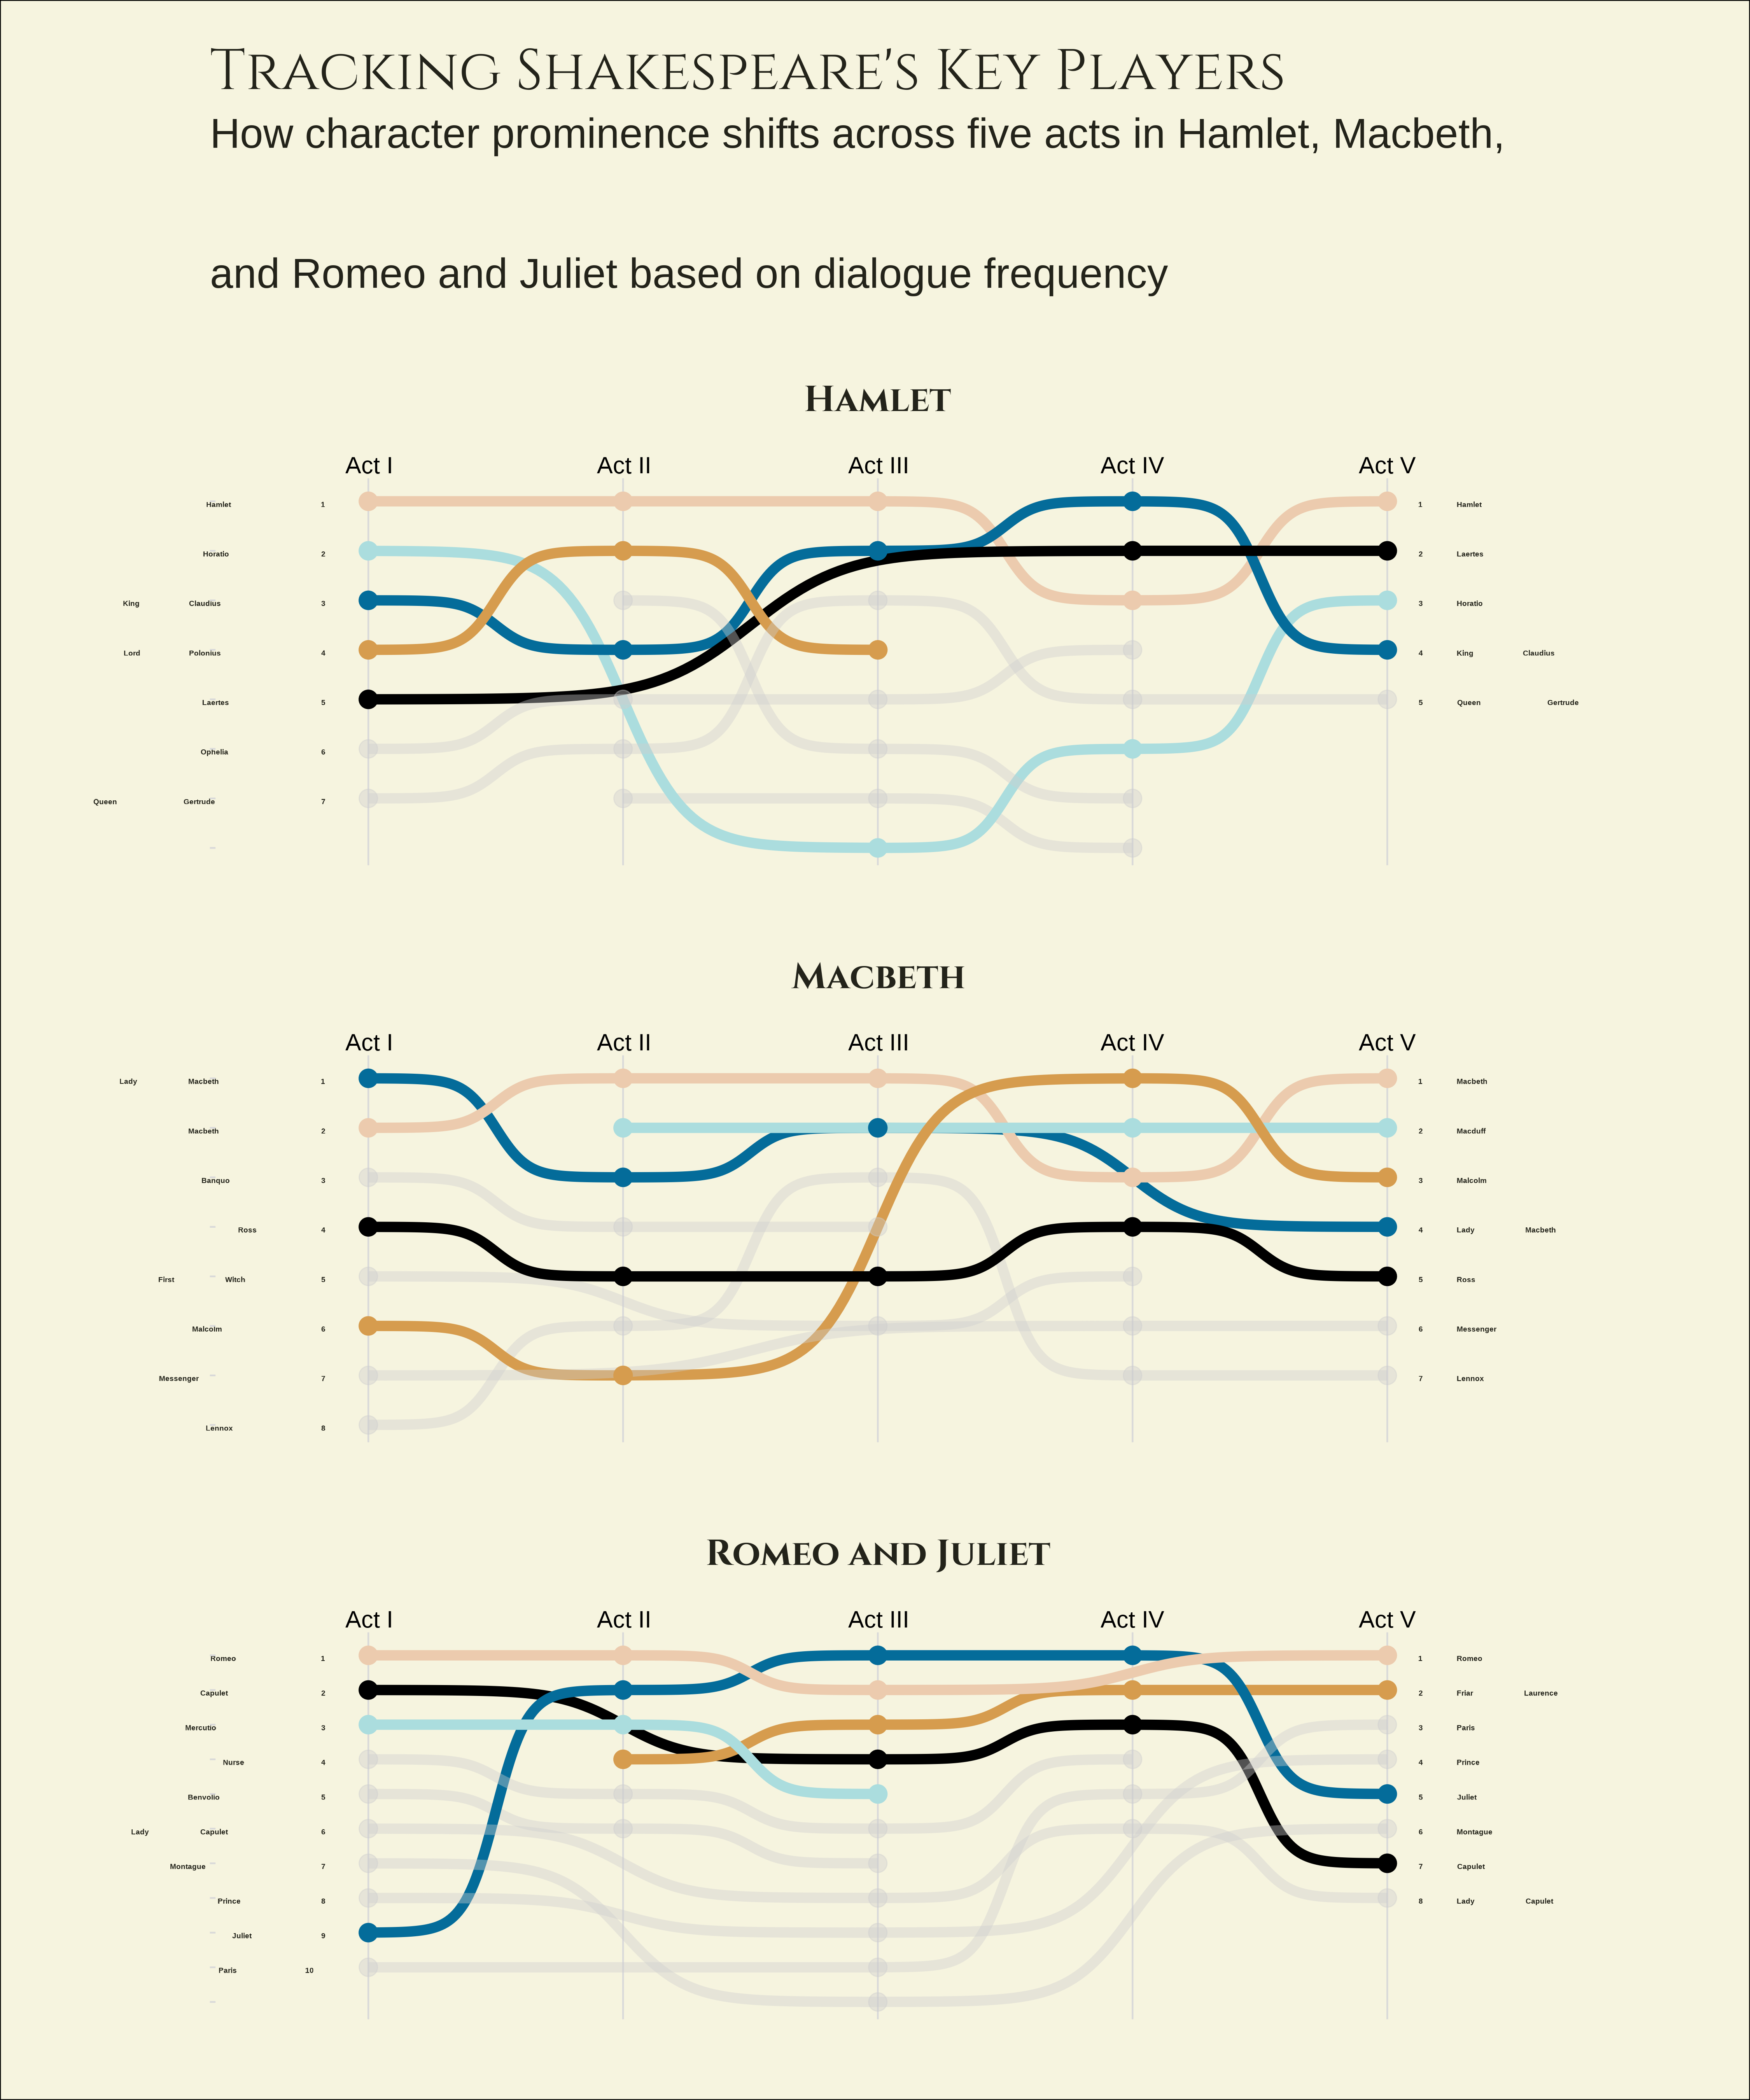 Tracking Shakespeare's Key Players
How character prominence shifts across five acts in Hamlet, Macbeth,
and Romeo and Juliet based on dialogue frequency
Hamlet
Act I Act II Act III Act IV Act V
Hamlet 1 1 Hamlet
Horatio 2 2 Laertes
King Claudius 3 3 Horatio
Lord Polonius 4 4 King Claudius
Laertes 5 5 Queen Gertrude
Ophelia 6
Queen Gertrude 7
Macbeth
Act I Act II Act III Act IV Act V
Lady Macbeth 1 1 Macbeth
Macbeth 2 2 Macduff
Banquo 3 3 Malcolm
Ross 4 4 Lady Macbeth
First Witch 5 5 Ross
Malcolm 6 6 Messenger
Messenger 7 7 Lennox
Lennox 8
Romeo and Juliet
Act I Act II Act III Act IV Act V
Romeo 1 1 Romeo
Capulet 2 2 Friar Laurence
Mercutio 3 3 Paris
Nurse 4 4 Prince
Benvolio 5 5 Juliet
Lady Capulet 6 6 Montague
Montague 7 7 Capulet
Prince 8 8 Lady Capulet
Juliet 9
Paris 10